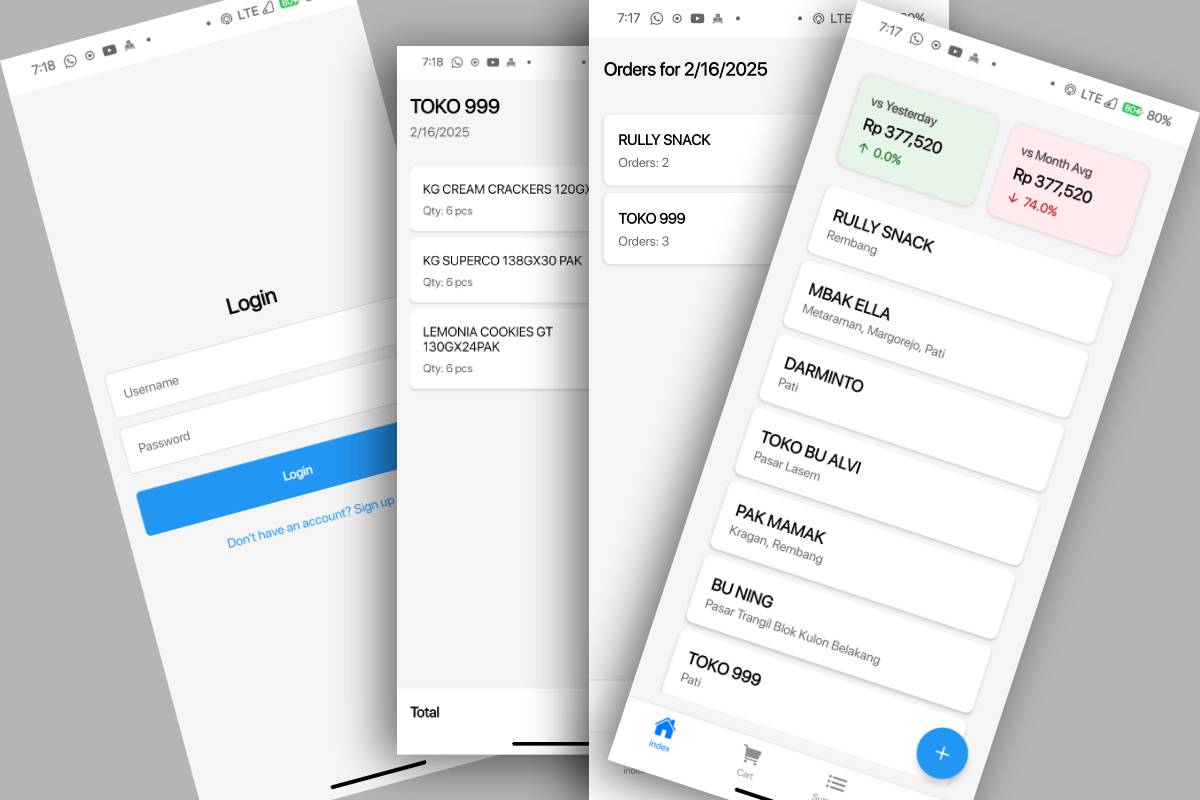 7:18
LTE
80+
Login
Username
Password
Login
Don't have an account? Sign up
7:18
TOKO 999
2/16/2025
KG CREAM CRACKERS 120GX
Qty: 6 pcs
KG SUPERCO 138GX30 PAK
Qty: 6 pcs
LEMONIA COOKIES GT
130GX24PAK
Qty: 6 pcs
Total
7:17
LTE
Orders for 2/16/2025
RULLY SNACK
Orders: 2
TOKO 999
Orders: 3
7:17
LTE
80+
80%
vs Yesterday
Rp 377,520
↑ 0.0%
vs Month Avg
Rp 377,520
↓ 74.0%
RULLY SNACK
Rembang
MBAK ELLA
Metaraman, Margorejo, Pati
DARMINTO
Pati
TOKO BU ALVI
Pasar Lasem
PAK MAMAK
Kragan, Rembang
BU NING
Pasar Trangil Blok Kulon Belakang
TOKO 999
Pati
+
index
Cart